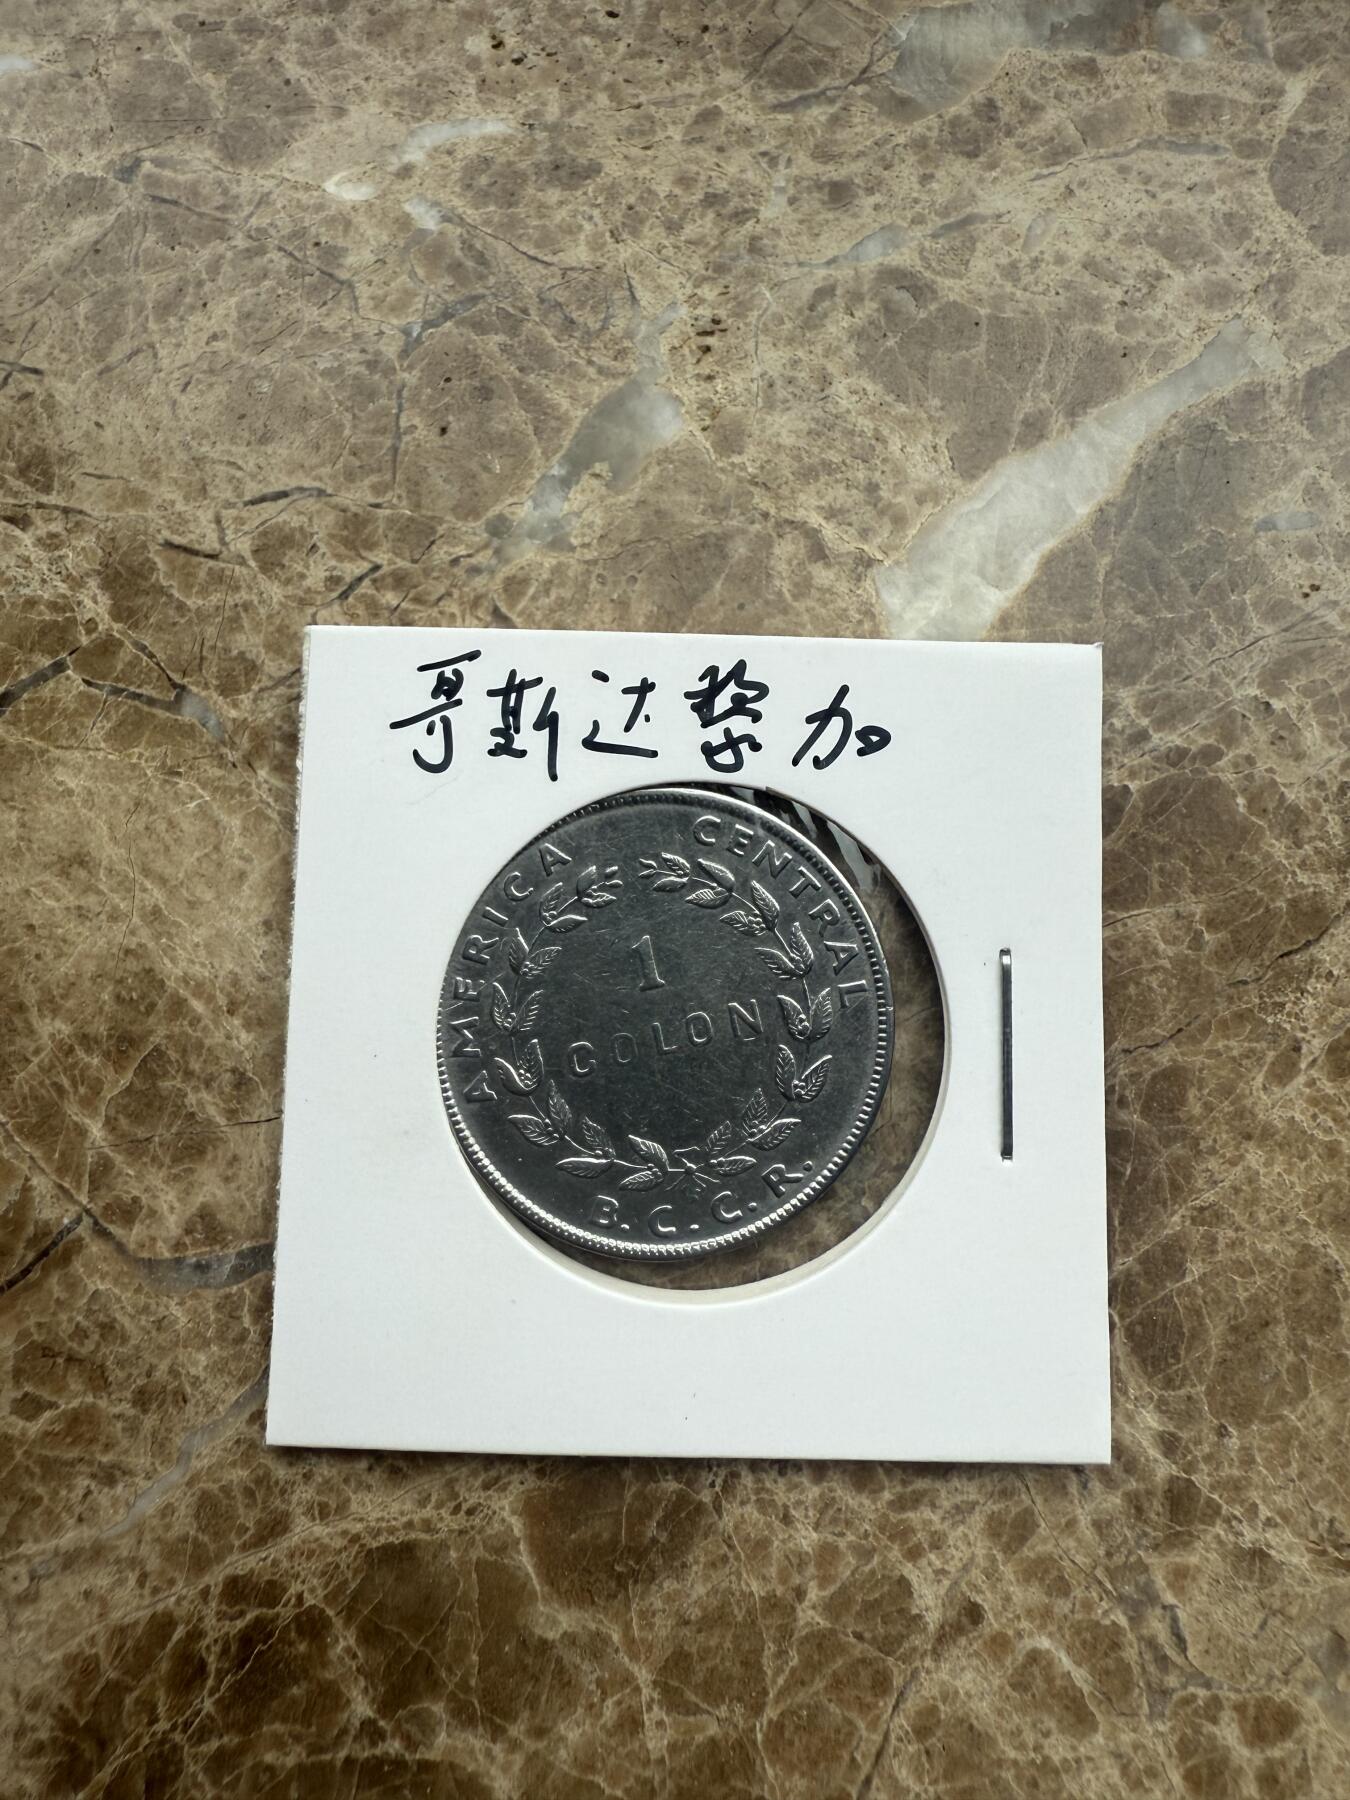 哥斯达黎加
AMERICA CENTRAL
1
COLON
B.C.C.R.